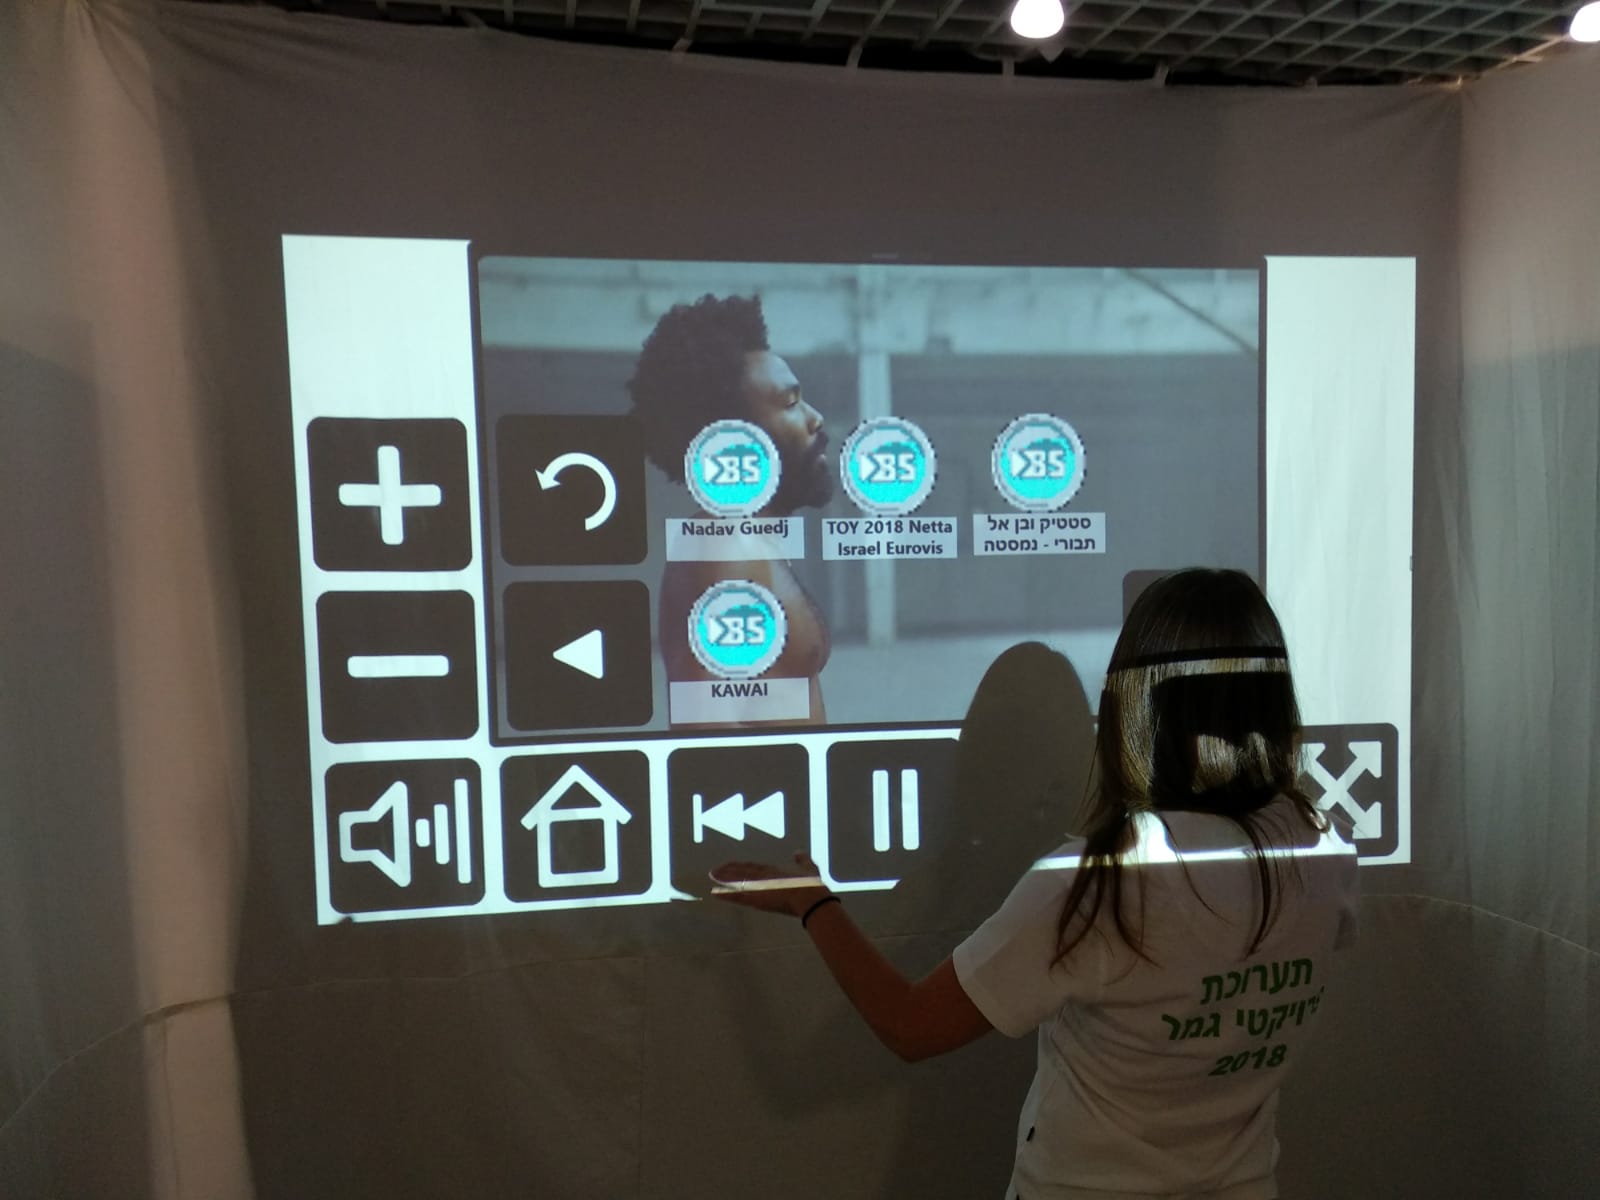 Nadav Guedj
TOY 2018 Netta
Israel Eurovis
סטטיק ובן אל
תבורי - נמסטה
KAWAI
תערוכת
גמר
2018